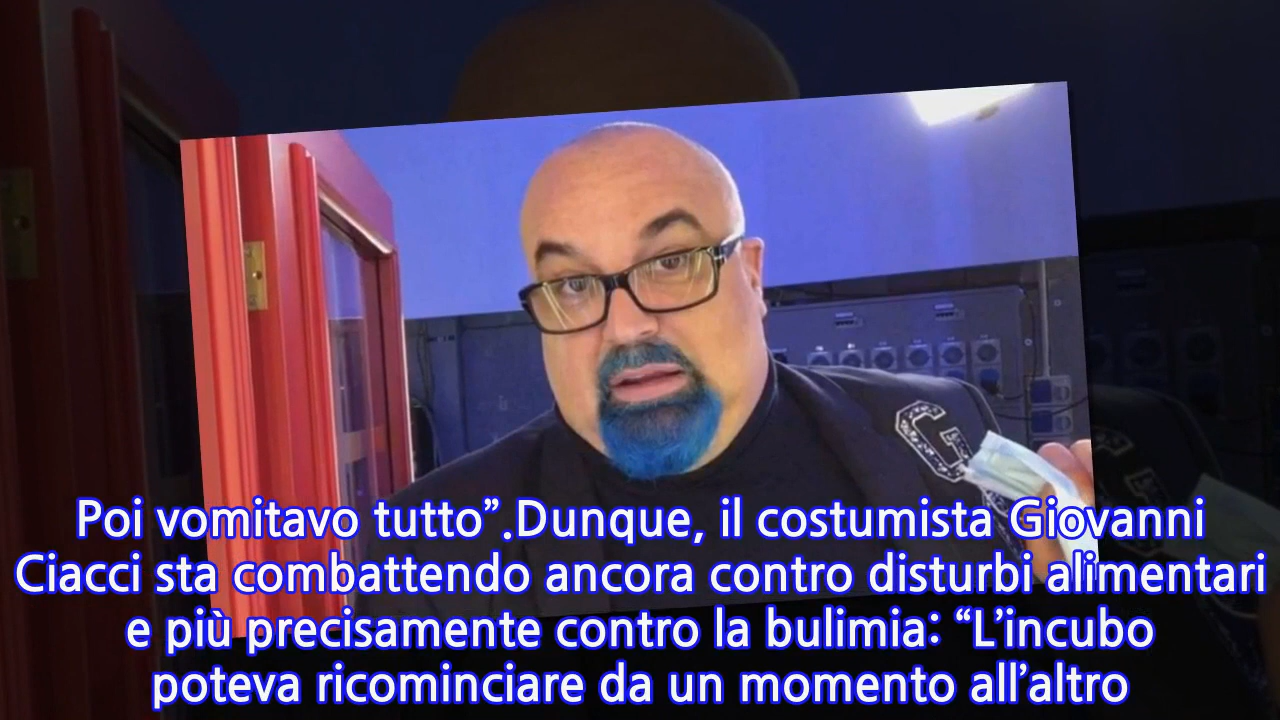 Poi vomitavo tutto”.Dunque, il costumista Giovanni
Ciacci sta combattendo ancora contro disturbi alimentari
e più precisamente contro la bulimia: “L’incubo
poteva ricominciare da un momento all’altro